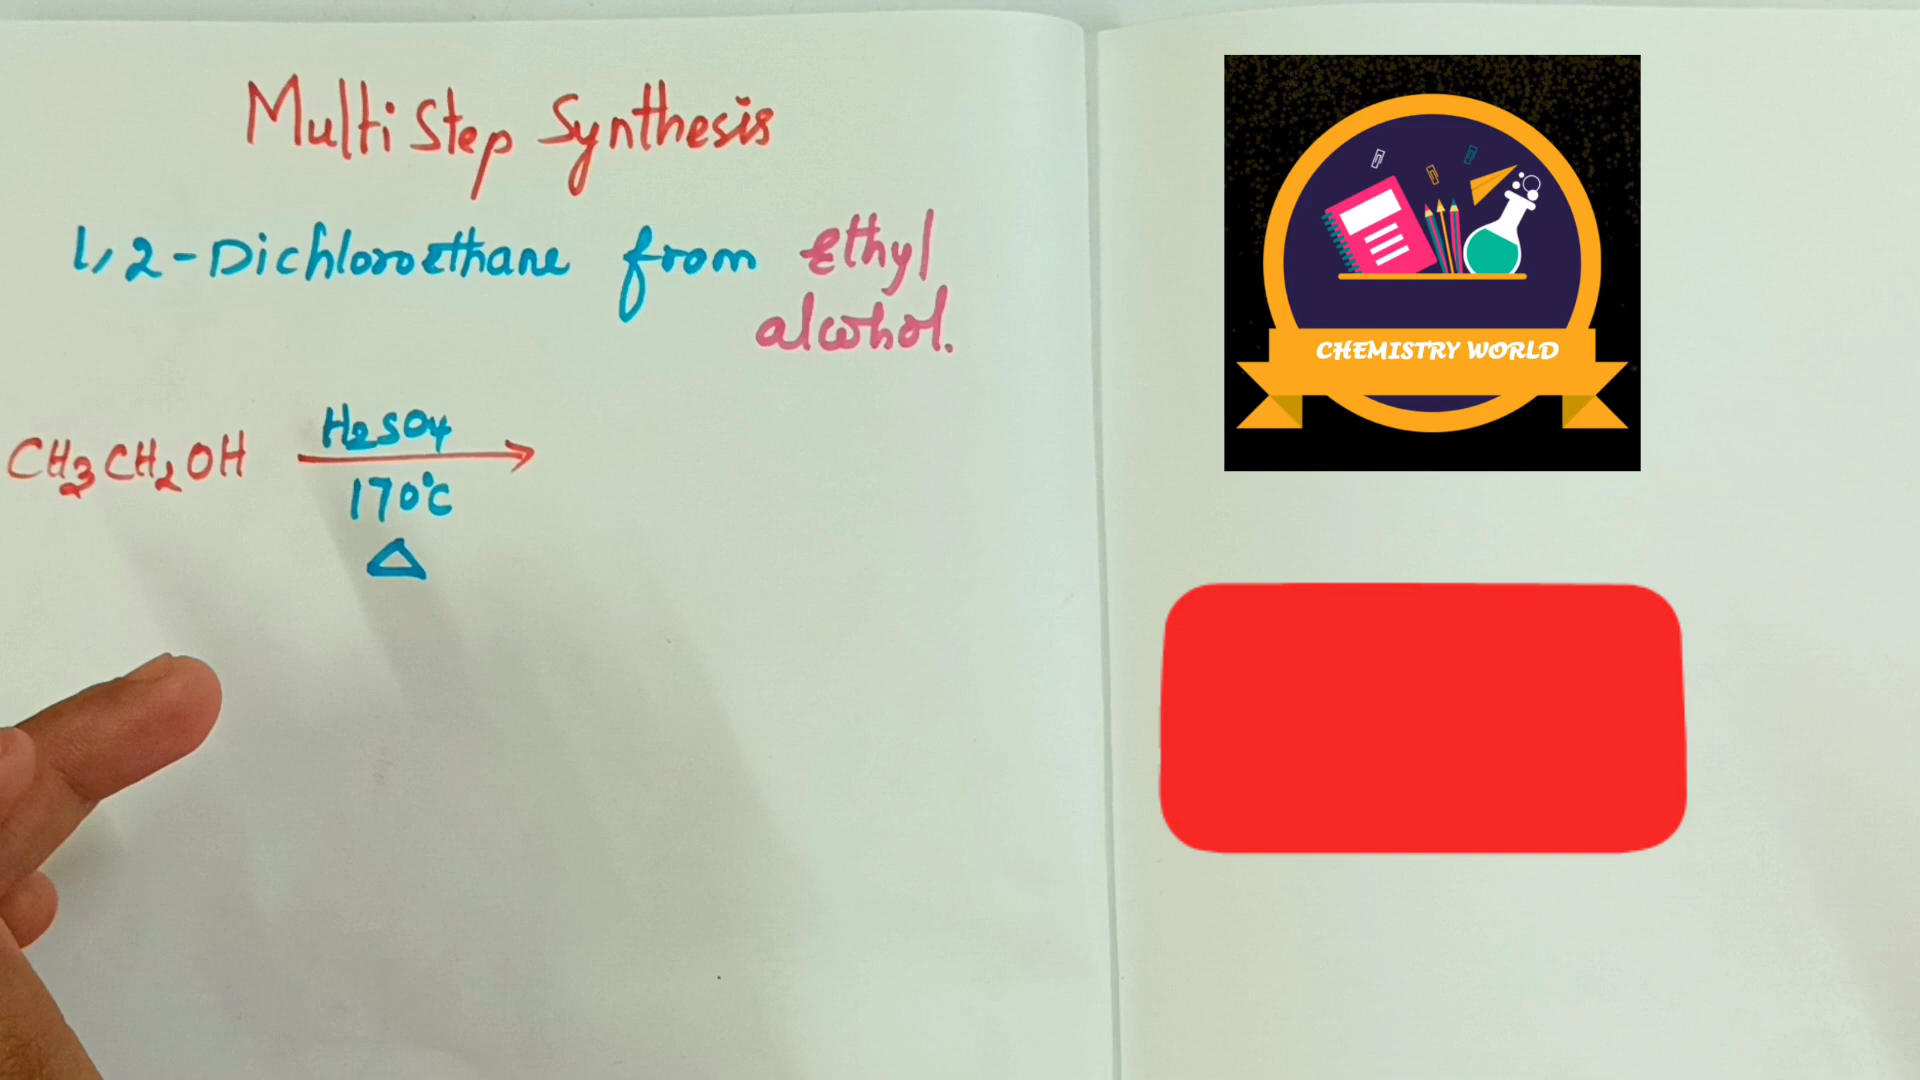 Multi Step Synthesis
1,2-Dichloroethane from Ethyl
alcohol.
CH3CH2OH H2SO4
170°C
Δ
CHEMISTRY WORLD